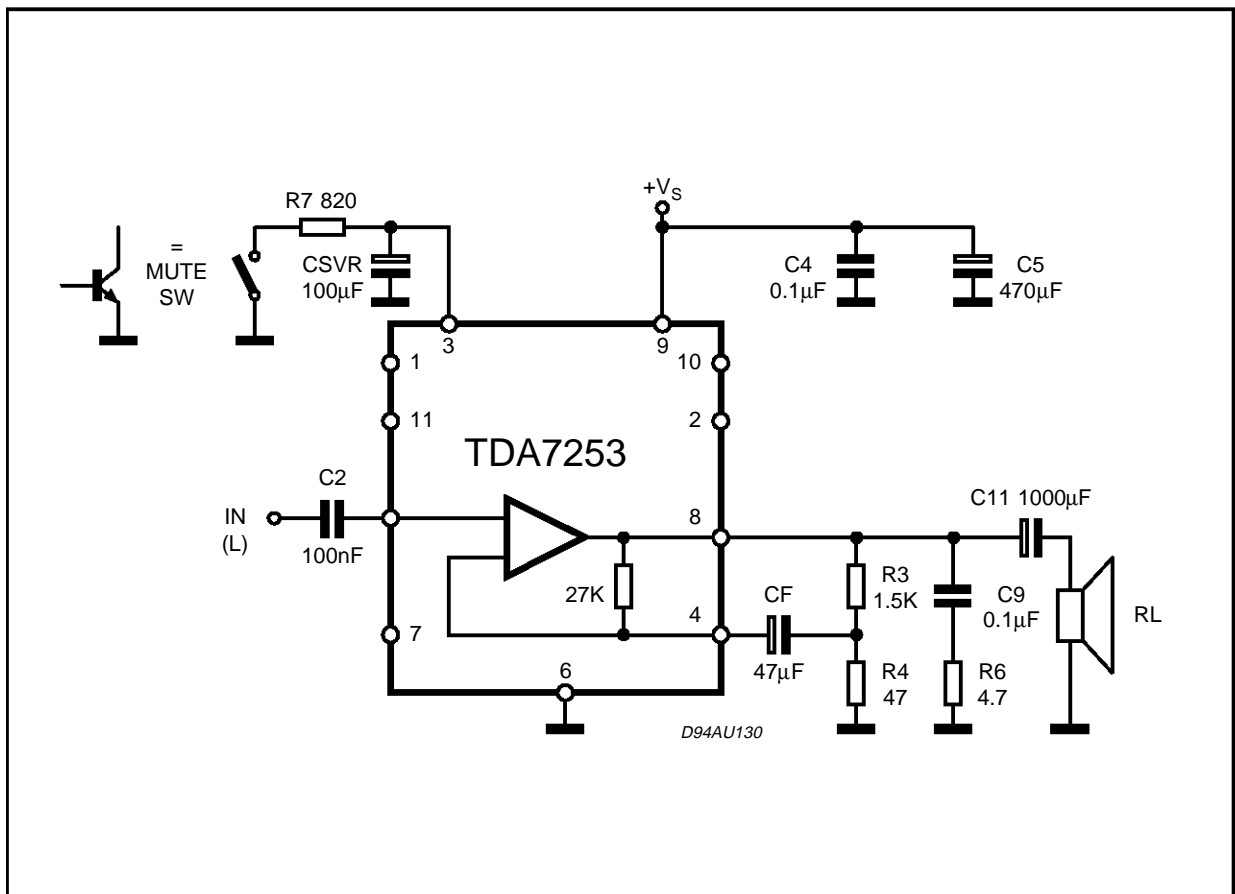 +VS
R7 820
=
MUTE
SW
CSVR
100µF
C4
0.1µF
C5
470µF
3
9
1
10
11
2
TDA7253
C2
IN
(L)
100nF
8
C11 1000µF
27K
R3
1.5K
CF
C9
0.1µF
RL
7
4
47µF
6
R4
47
R6
4.7
D94AU130